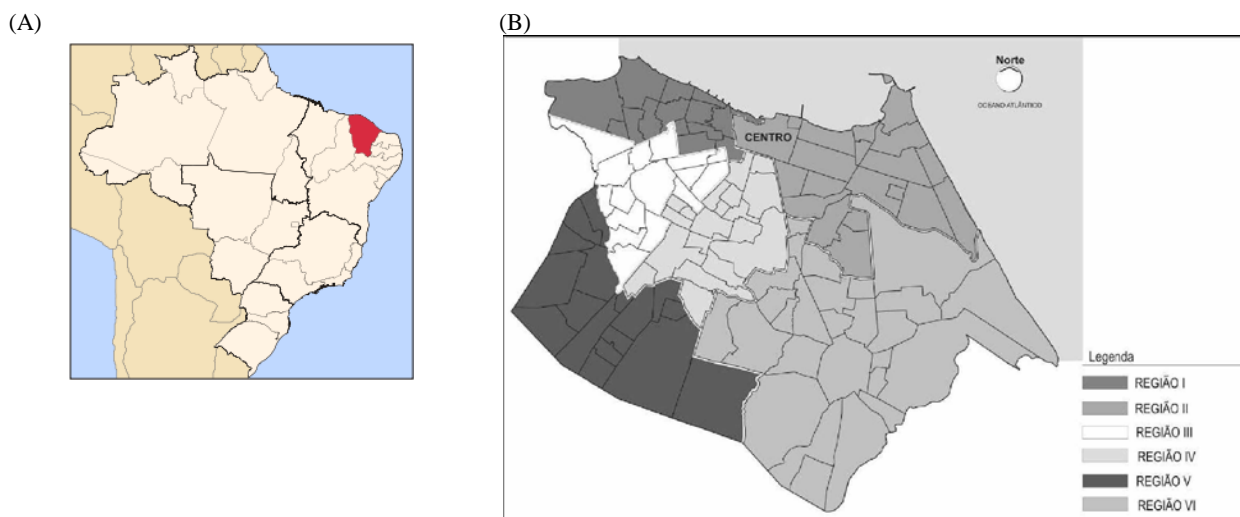 (A)
(B)
Norte
OCEANO ATLÂNTICO
CENTRO
Legenda
REGIÃO I
REGIÃO II
REGIÃO III
REGIÃO IV
REGIÃO V
REGIÃO VI